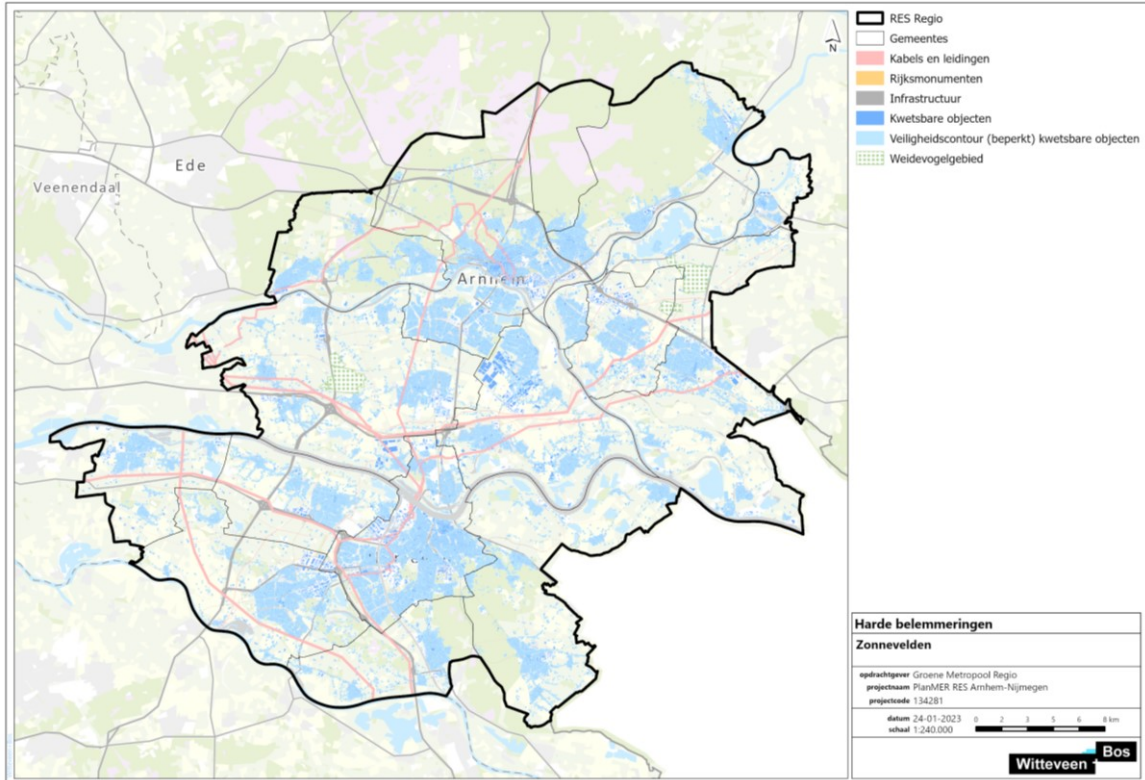 RES Regio
Gemeentes
Kabels en leidingen
Rijksmonumenten
Infrastructuur
Kwetsbare objecten
Veiligheidscontour (beperkt) kwetsbare objecten
Weidevogelgebied
N
Ede
Veenendaal
Arnhem
Harde belemmeringen
Zonnevelden
opdrachtgever Groene Metropool Regio
projectnaam PlanMER RES Arnhem-Nijmegen
projectcode 134281
datum 24-01-2023
schaal 1:240.000
0 2 3 5 6 8 km
Witteveen + Bos